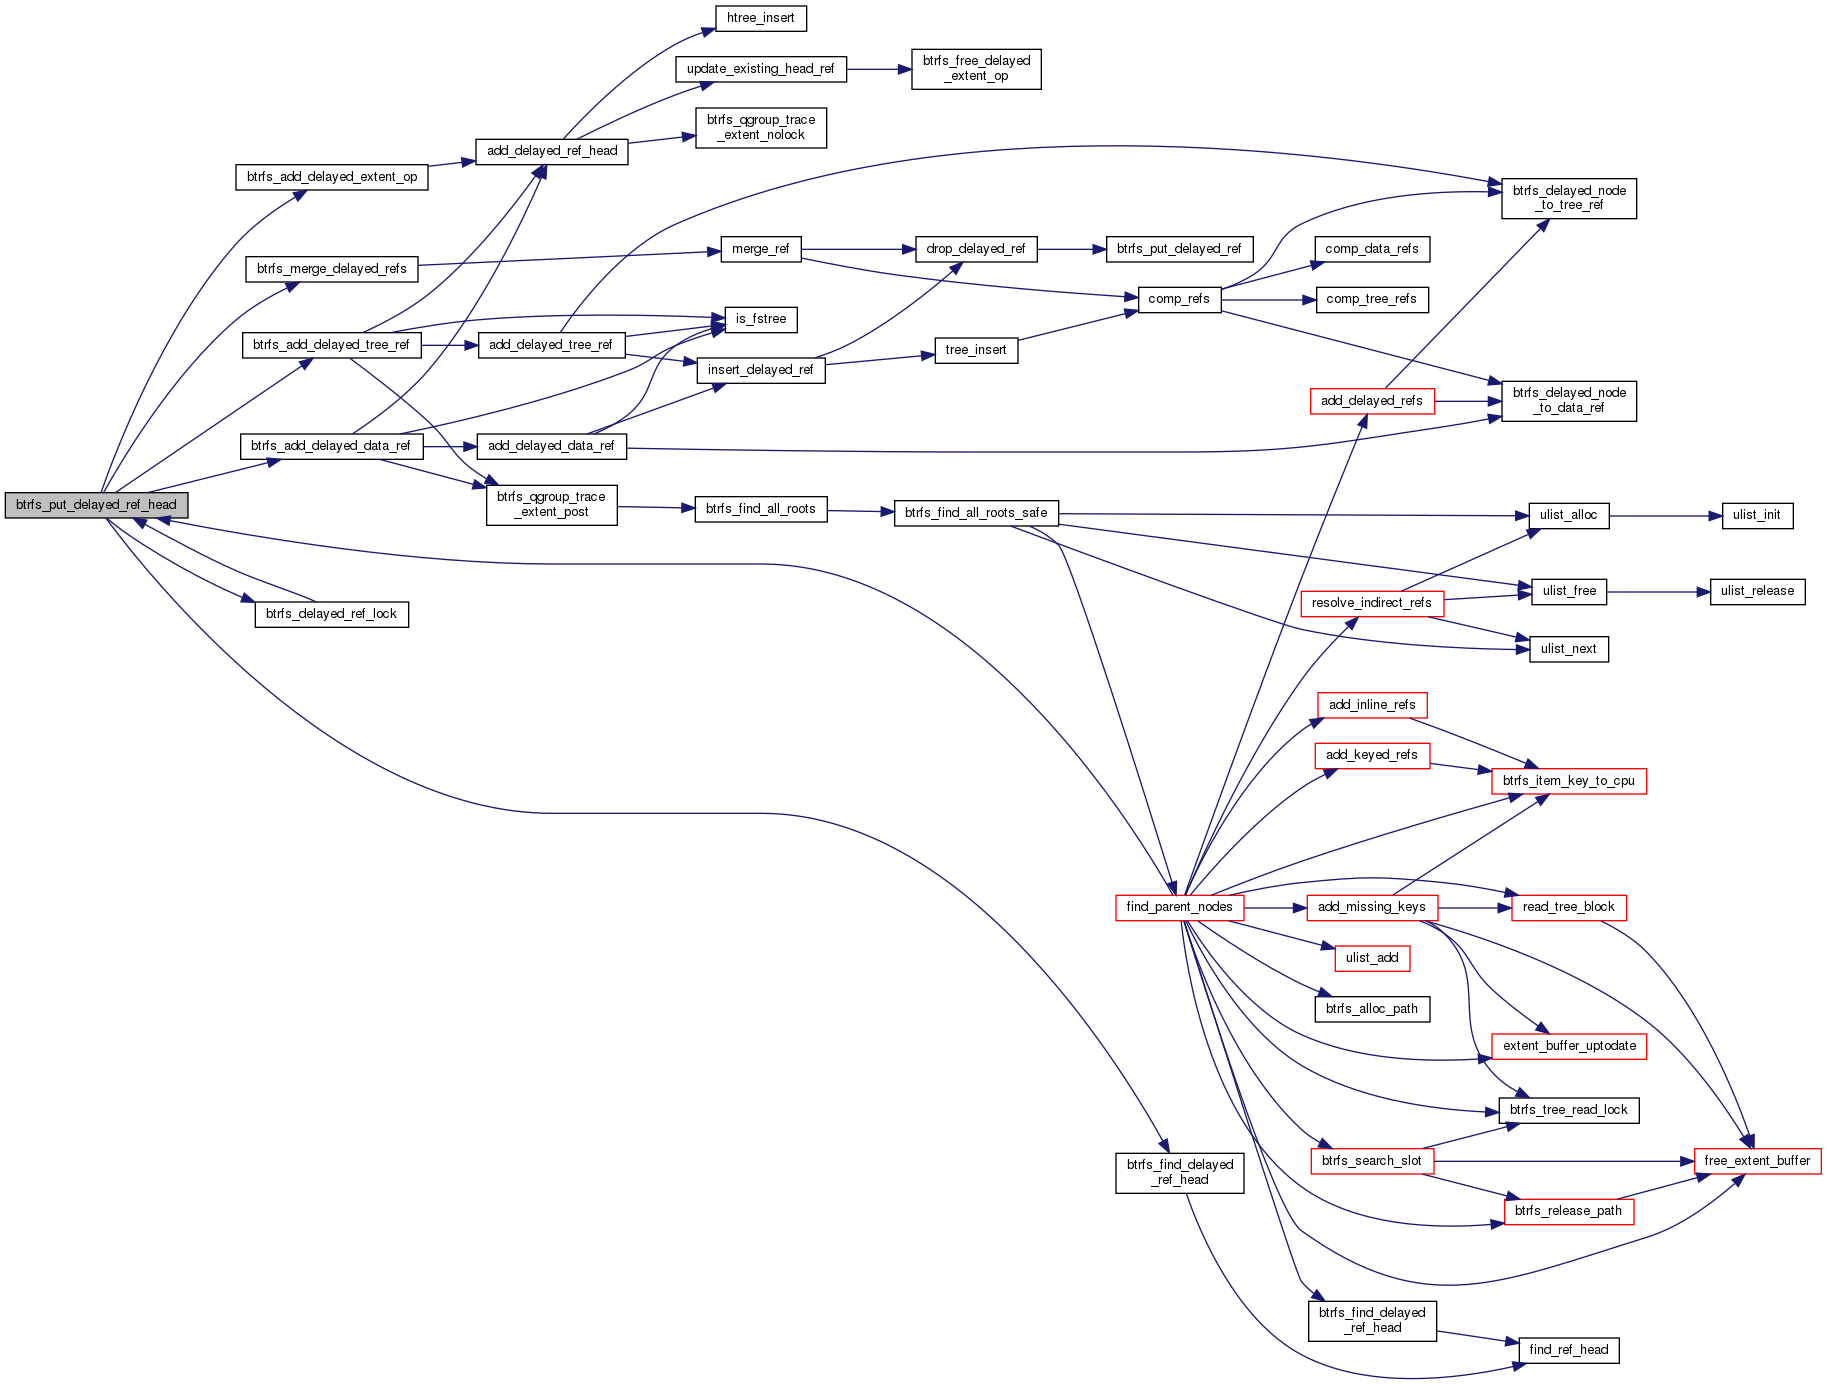 htree_insert
update_existing_head_ref
btrfs_free_delayed
_extent_op
btrfs_qgroup_trace
_extent_nolock
add_delayed_ref_head
btrfs_add_delayed_extent_op
btrfs_delayed_node
_to_tree_ref
merge_ref
drop_delayed_ref
btrfs_put_delayed_ref
comp_data_refs
btrfs_merge_delayed_refs
comp_refs
comp_tree_refs
is_fstree
btrfs_add_delayed_tree_ref
add_delayed_tree_ref
tree_insert
insert_delayed_ref
add_delayed_refs
btrfs_delayed_node
_to_data_ref
btrfs_add_delayed_data_ref
add_delayed_data_ref
btrfs_put_delayed_ref_head
btrfs_qgroup_trace
_extent_post
btrfs_find_all_roots
btrfs_find_all_roots_safe
ulist_alloc
ulist_init
btrfs_delayed_ref_lock
resolve_indirect_refs
ulist_free
ulist_release
ulist_next
add_inline_refs
add_keyed_refs
btrfs_item_key_to_cpu
find_parent_nodes
add_missing_keys
read_tree_block
ulist_add
btrfs_alloc_path
extent_buffer_uptodate
btrfs_tree_read_lock
btrfs_find_delayed
_ref_head
btrfs_search_slot
free_extent_buffer
btrfs_release_path
btrfs_find_delayed
_ref_head
find_ref_head